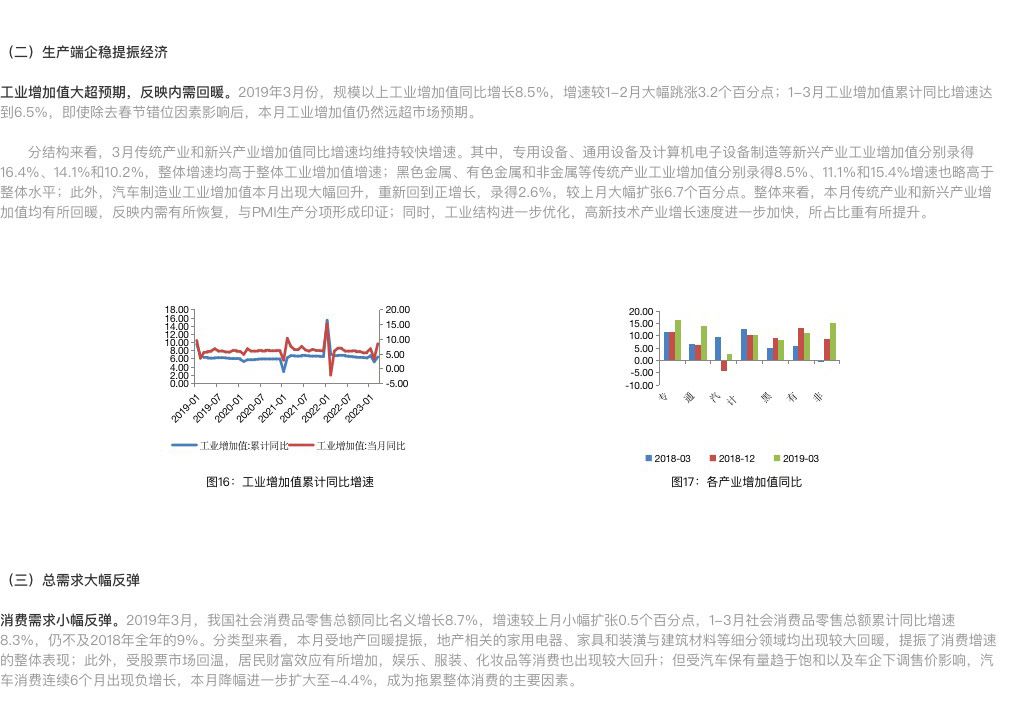 （二）生产端企稳提振经济
工业增加值大超预期，反映内需回暖。2019年3月份，规模以上工业增加值同比增长8.5%，增速较1-2月大幅跳涨3.2个百分点；1-3月工业增加值累计同比增速达
到6.5%，即使除去春节错位因素影响后，本月工业增加值仍然远超市场预期。
分结构来看，3月传统产业和新兴产业增加值同比增速均维持较快增速。其中，专用设备、通用设备及计算机电子设备制造等新兴产业工业增加值分别录得
16.4%、14.1%和10.2%，整体增速均高于整体工业增加值增速；黑色金属、有色金属和非金属等传统产业工业增加值分别录得8.5%、11.1%和15.4%增速也略高于
整体水平；此外，汽车制造业工业增加值本月出现大幅回升，重新回到正增长，录得2.6%，较上月大幅扩张6.7个百分点。整体来看，本月传统产业和新兴产业增
加值均有所回暖，反映内需有所恢复，与PMI生产分项形成印证；同时，工业结构进一步优化，高新技术产业增长速度进一步加快，所占比重有所提升。
18.00
16.00
14.00
12.00
10.00
8.00
6.00
4.00
2.00
0.00
20.00
15.00
10.00
5.00
0.00
-5.00
2019-01
2019-07
2020-01
2020-07
2021-01
2021-07
2022-01
2022-07
2023-01
工业增加值:累计同比
工业增加值:当月同比
图16：工业增加值累计同比增速
20.00
15.00
10.00
5.00
0.00
-5.00
-10.00
专
通
汽
计
黑
有
非
2018-03
2018-12
2019-03
图17：各产业增加值同比
（三）总需求大幅反弹
消费需求小幅反弹。2019年3月，我国社会消费品零售总额同比名义增长8.7%，增速较上月小幅扩张0.5个百分点，1-3月社会消费品零售总额累计同比增速
8.3%，仍不及2018年全年的9%。分类型来看，本月受地产回暖提振，地产相关的家用电器、家具和装潢与建筑材料等细分领域均出现较大回暖，提振了消费增速
的整体表现；此外，受股票市场回温，居民财富效应有所增加，娱乐、服装、化妆品等消费也出现较大回升；但受汽车保有量趋于饱和以及车企下调售价影响，汽
车消费连续6个月出现负增长，本月降幅进一步扩大至-4.4%，成为拖累整体消费的主要因素。